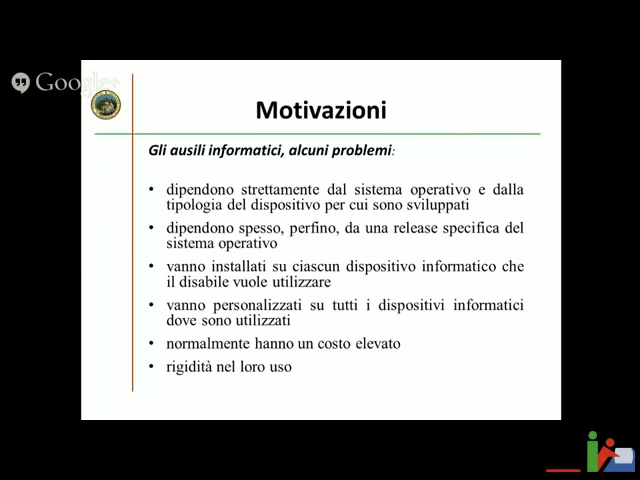 Google+
Motivazioni
Gli ausili informatici, alcuni problemi:
• dipendono strettamente dal sistema operativo e dalla
tipologia del dispositivo per cui sono sviluppati
• dipendono spesso, perfino, da una release specifica del
sistema operativo
• vanno installati su ciascun dispositivo informatico che
il disabile vuole utilizzare
• vanno personalizzati su tutti i dispositivi informatici
dove sono utilizzati
• normalmente hanno un costo elevato
• rigidità nel loro uso